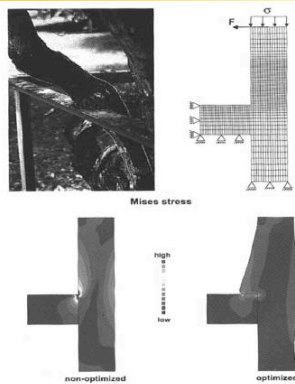 σ
F
Mises stress
high
low
non-optimized
optimized